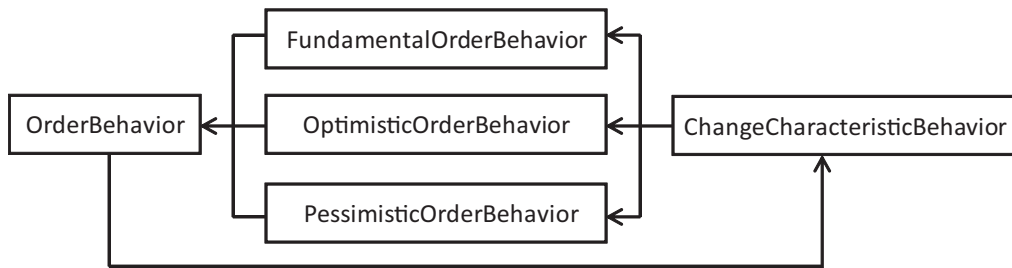 FundamentalOrderBehavior
OrderBehavior
OptimisticOrderBehavior
ChangeCharacteristicBehavior
PessimisticOrderBehavior